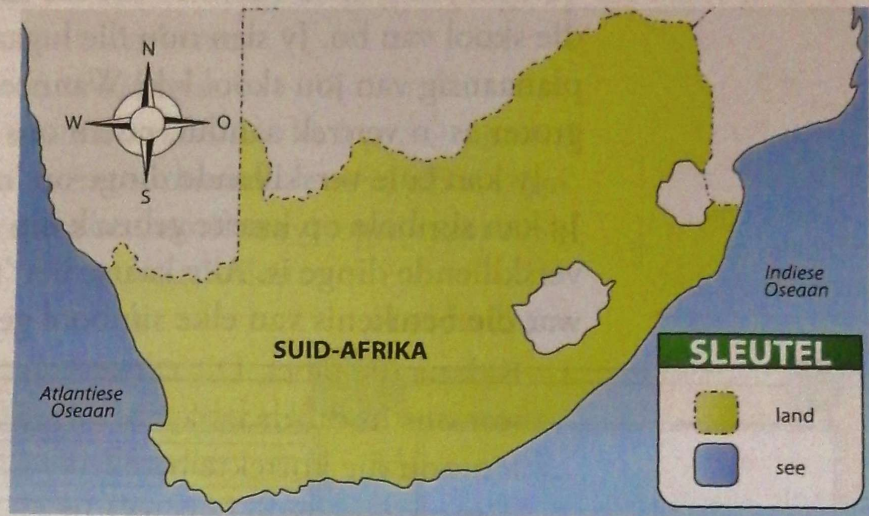 N
W
O
S
Indiese
Oseaan
SUID-AFRIKA
Atlantiese
Oseaan
SLEUTEL
land
see